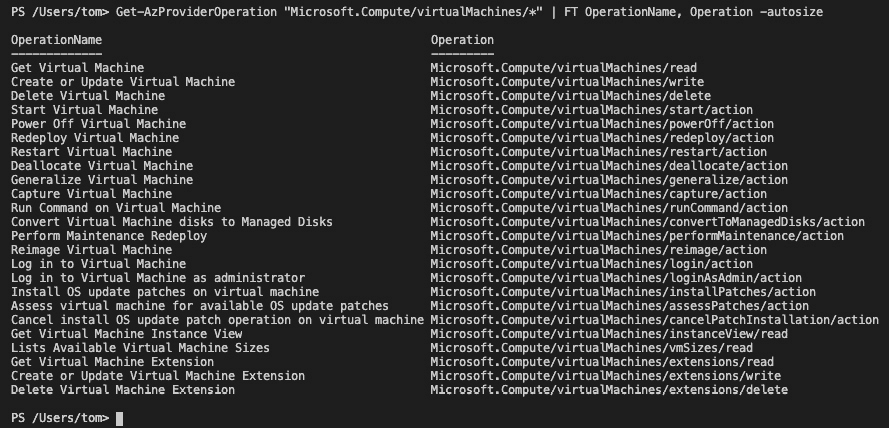 PS /Users/tom> Get-AzProviderOperation "Microsoft.Compute/virtualMachines/*" | FT OperationName, Operation -autosize
OperationName Operation
------------- ---------
Get Virtual Machine Microsoft.Compute/virtualMachines/read
Create or Update Virtual Machine Microsoft.Compute/virtualMachines/write
Delete Virtual Machine Microsoft.Compute/virtualMachines/delete
Start Virtual Machine Microsoft.Compute/virtualMachines/start/action
Power Off Virtual Machine Microsoft.Compute/virtualMachines/powerOff/action
Redeploy Virtual Machine Microsoft.Compute/virtualMachines/redeploy/action
Restart Virtual Machine Microsoft.Compute/virtualMachines/restart/action
Deallocate Virtual Machine Microsoft.Compute/virtualMachines/deallocate/action
Generalize Virtual Machine Microsoft.Compute/virtualMachines/generalize/action
Capture Virtual Machine Microsoft.Compute/virtualMachines/capture/action
Run Command on Virtual Machine Microsoft.Compute/virtualMachines/runCommand/action
Convert Virtual Machine disks to Managed Disks Microsoft.Compute/virtualMachines/convertToManagedDisks/action
Perform Maintenance Redeploy Microsoft.Compute/virtualMachines/performMaintenance/action
Reimage Virtual Machine Microsoft.Compute/virtualMachines/reimage/action
Log in to Virtual Machine Microsoft.Compute/virtualMachines/login/action
Log in to Virtual Machine as administrator Microsoft.Compute/virtualMachines/loginAsAdmin/action
Install OS update patches on virtual machine Microsoft.Compute/virtualMachines/installPatches/action
Assess virtual machine for available OS update patches Microsoft.Compute/virtualMachines/assessPatches/action
Cancel install OS update patch operation on virtual machine Microsoft.Compute/virtualMachines/cancelPatchInstallation/action
Get Virtual Machine Instance View Microsoft.Compute/virtualMachines/instanceView/read
Lists Available Virtual Machine Sizes Microsoft.Compute/virtualMachines/vmSizes/read
Get Virtual Machine Extension Microsoft.Compute/virtualMachines/extensions/read
Create or Update Virtual Machine Extension Microsoft.Compute/virtualMachines/extensions/write
Delete Virtual Machine Extension Microsoft.Compute/virtualMachines/extensions/delete
PS /Users/tom>